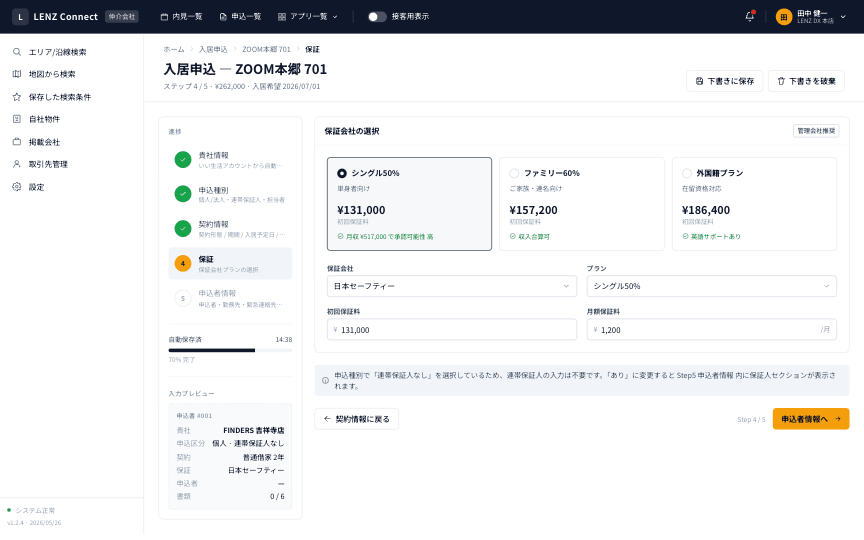 L LENZ Connect 仲介会社 内見一覧 申込一覧 アプリ一覧 接客用表示 田 田中 健一
LENZ DX 本店
エリア/沿線検索
地図から検索
保存した検索条件
自社物件
掲載会社
取引先管理
設定
システム正常
v1.2.4 · 2026/05/26
ホーム 入居申込 ZOOM本郷 701 保証
入居申込 — ZOOM本郷 701
ステップ 4 / 5 · ¥262,000 · 入居希望 2026/07/01
下書きに保存 下書きを破棄
進捗
貴社情報
いい生活アカウントから自動…
申込種別
個人/法人・連帯保証人・担当者
契約情報
契約形態 / 期間 / 入居予定日 / …
4 保証
保証会社プランの選択
5 申込者情報
申込者・勤務先・緊急連絡先…
自動保存済 14:38
70% 完了
入力プレビュー
申込書 #001
貴社 FINDERS 吉祥寺店
申込区分 個人・連帯保証人なし
契約 普通借家 2年
保証 日本セーフティー
申込者 —
書類 0 / 6
保証会社の選択 管理会社推奨
シングル50%
単身者向け
¥131,000
初回保証料
月収 ¥517,000 で承認可能性 高
ファミリー60%
ご家族・連名向け
¥157,200
初回保証料
収入合算可
外国籍プラン
在留資格対応
¥186,400
初回保証料
英語サポートあり
保証会社 プラン
日本セーフティー シングル50%
初回保証料 月額保証料
¥ 131,000 ¥ 1,200 /月
申込種別で「連帯保証人なし」を選択しているため、連帯保証人の入力は不要です。「あり」に変更すると Step5 申込者情報 内に保証人セクションが表示さ
れます。
← 契約情報に戻る Step 4 / 5 申込者情報へ →